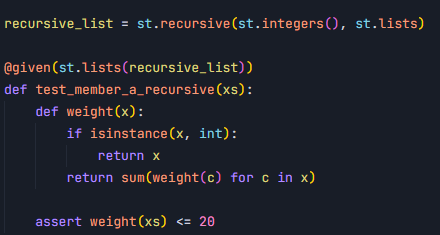 recursive_list = st.recursive(st.integers(), st.lists)

@given(st.lists(recursive_list))
def test_member_a_recursive(xs):
    def weight(x):
        if isinstance(x, int):
            return x
        return sum(weight(c) for c in x)

    assert weight(xs) <= 20